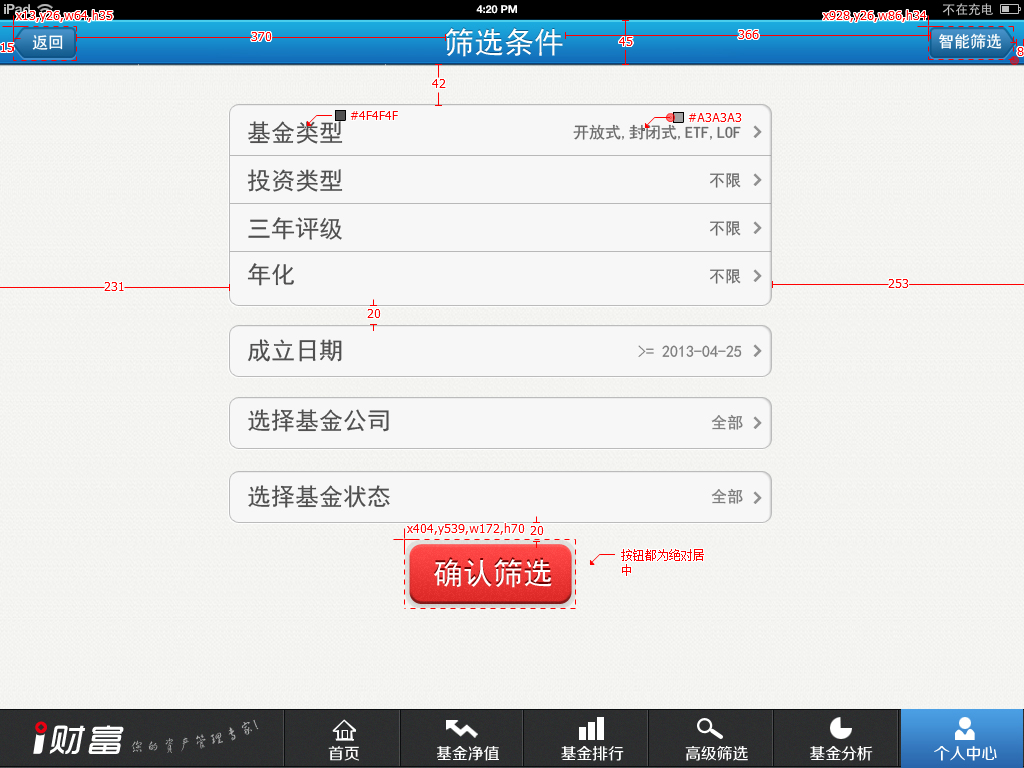 iPad
4:20 PM
不在充电
x13,y26,w64,h35
x928,y26,w86,h34
15
返回
370
筛选条件
45
366
智能筛选
8
42
#4F4F4F
#A3A3A3
基金类型
开放式,封闭式,ETF,LOF
投资类型
不限
三年评级
不限
年化
不限
231
253
20
成立日期
>= 2013-04-25
选择基金公司
全部
选择基金状态
全部
x404,y539,w172,h70
20
确认筛选
按钮都为绝对居
中
i财富
你的资产管理专家!
首页
基金净值
基金排行
高级筛选
基金分析
个人中心